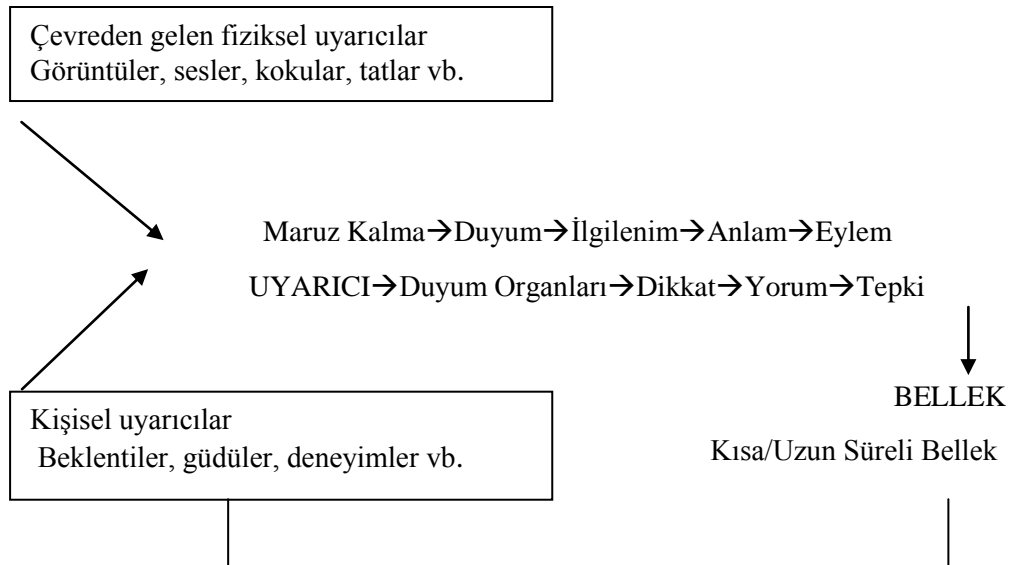 Çevreden gelen fiziksel uyarıcılar
Görüntüler, sesler, kokular, tatlar vb.
Maruz Kalma→Duyum→İlgilenim→Anlam→Eylem
UYARICI→Duyum Organları→Dikkat→Yorum→Tepki
BELLEK
Kısa/Uzun Süreli Bellek
Kişisel uyarıcılar
Beklentiler, güdüler, deneyimler vb.